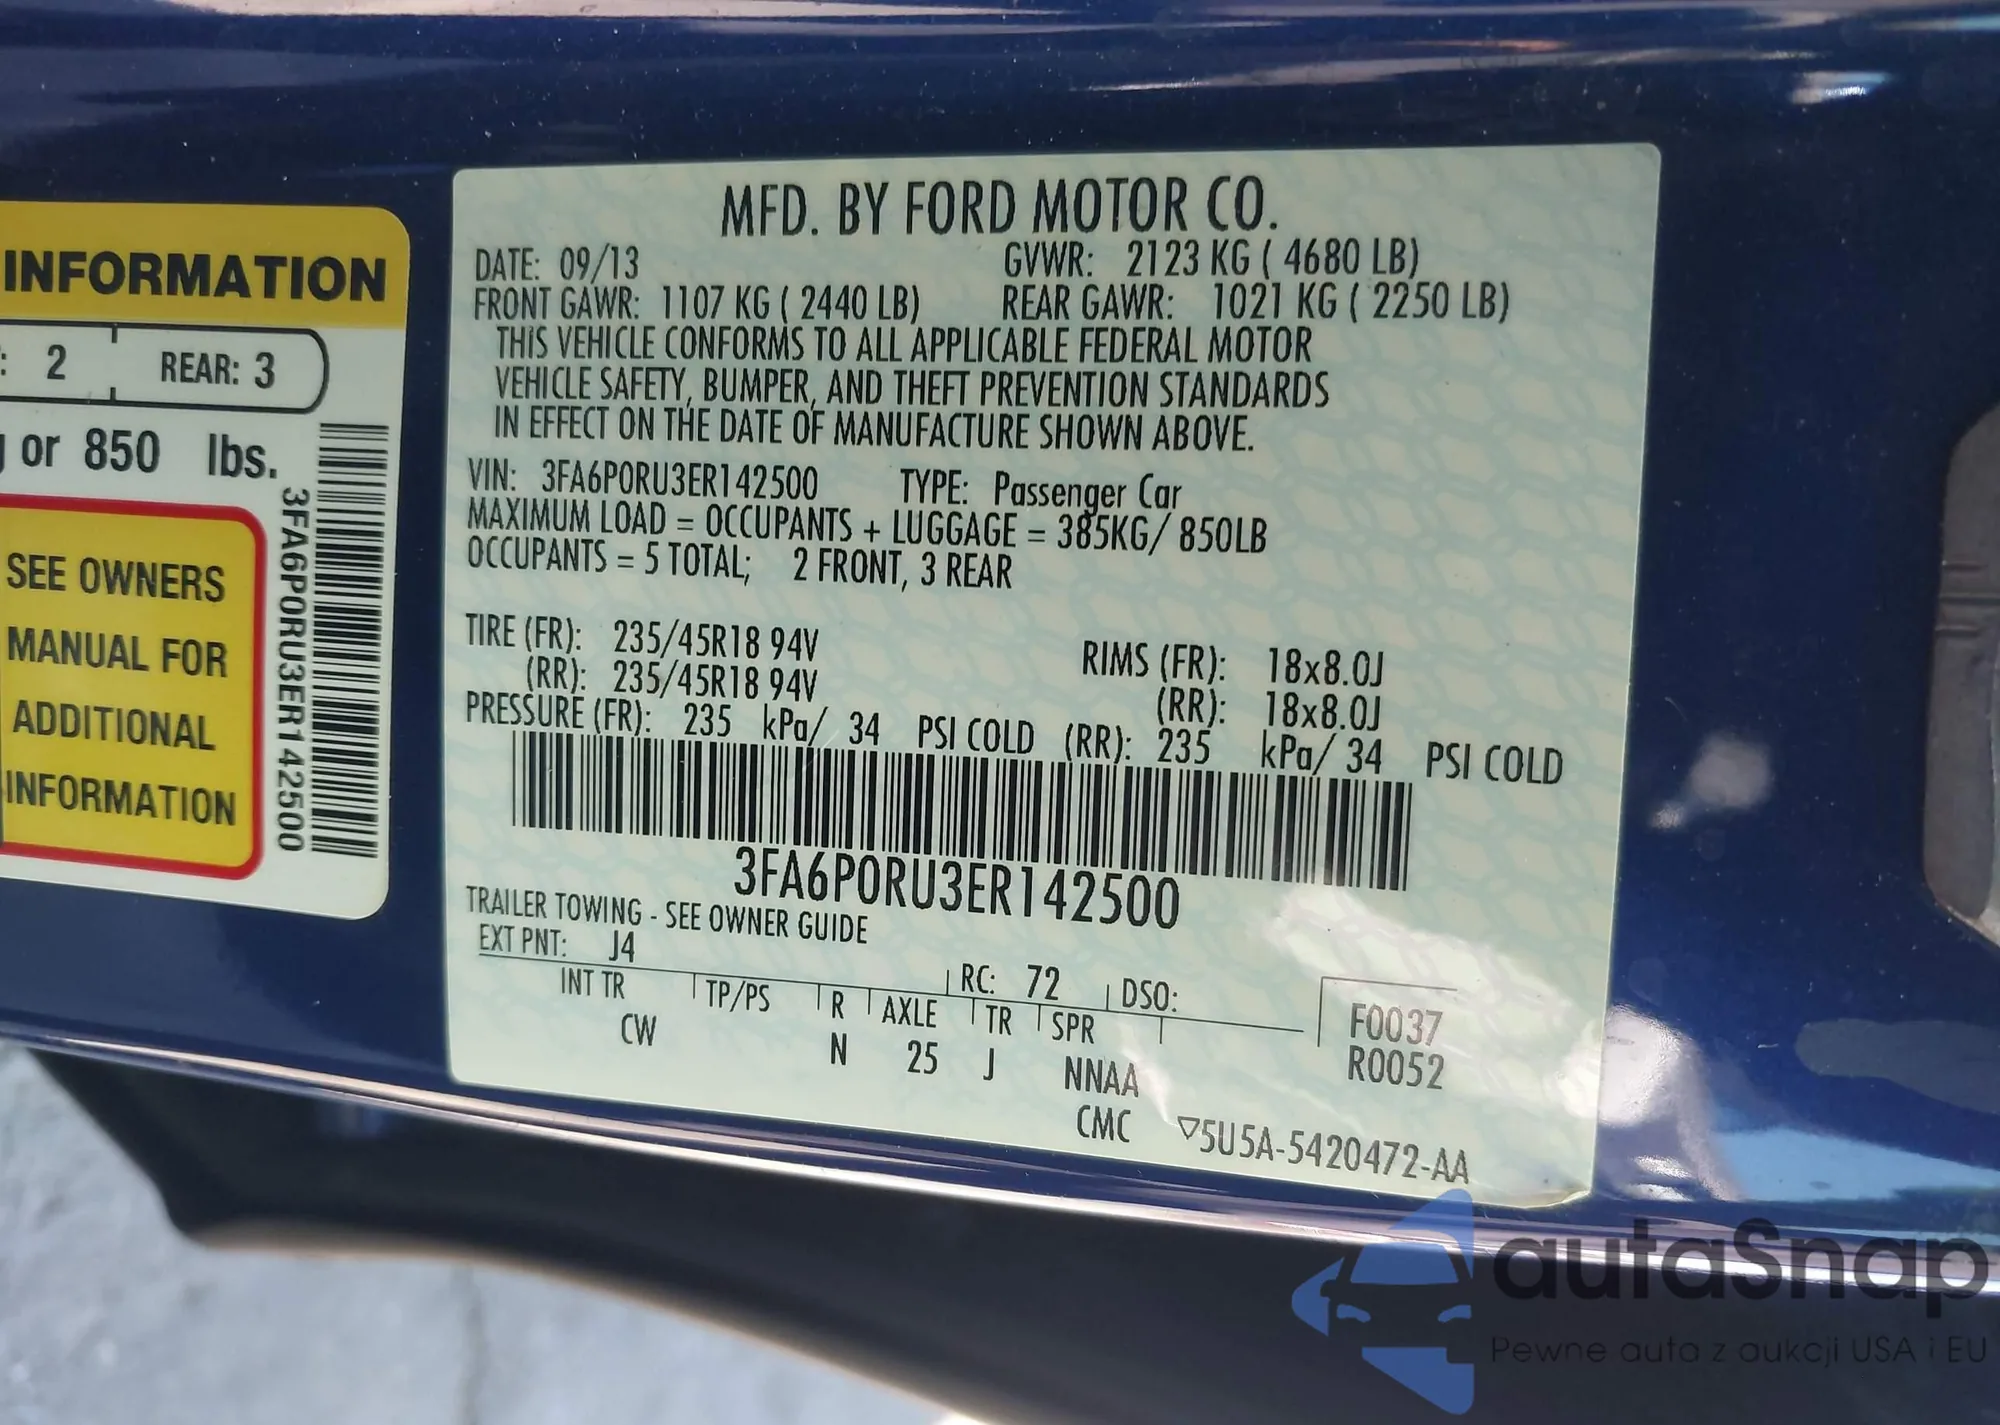 INFORMATION
: 2
REAR: 3
or 850 lbs.
SEE OWNERS
MANUAL FOR
ADDITIONAL
INFORMATION
3FA6P0RU3ER142500
MFD. BY FORD MOTOR CO.
DATE: 09/13 GVWR: 2123 KG ( 4680 LB)
FRONT GAWR: 1107 KG ( 2440 LB) REAR GAWR: 1021 KG ( 2250 LB)
THIS VEHICLE CONFORMS TO ALL APPLICABLE FEDERAL MOTOR
VEHICLE SAFETY, BUMPER, AND THEFT PREVENTION STANDARDS
IN EFFECT ON THE DATE OF MANUFACTURE SHOWN ABOVE.
VIN: 3FA6P0RU3ER142500 TYPE: Passenger Car
MAXIMUM LOAD = OCCUPANTS + LUGGAGE = 385KG/ 850LB
OCCUPANTS = 5 TOTAL; 2 FRONT, 3 REAR
TIRE (FR): 235/45R18 94V RIMS (FR): 18x8.0J
(RR): 235/45R18 94V (RR): 18x8.0J
PRESSURE (FR): 235 kPa/ 34 PSI COLD (RR): 235 kPa/ 34 PSI COLD
3FA6P0RU3ER142500
TRAILER TOWING - SEE OWNER GUIDE
EXT PNT: J4 RC: 72 DSO:
INT TR TP/PS R AXLE TR SPR
CW N 25 J NNAA
CMC
F0037
R0052
▽5U5A-5420472-AA
autaSnap
Pewne auta z aukcji USA i EU